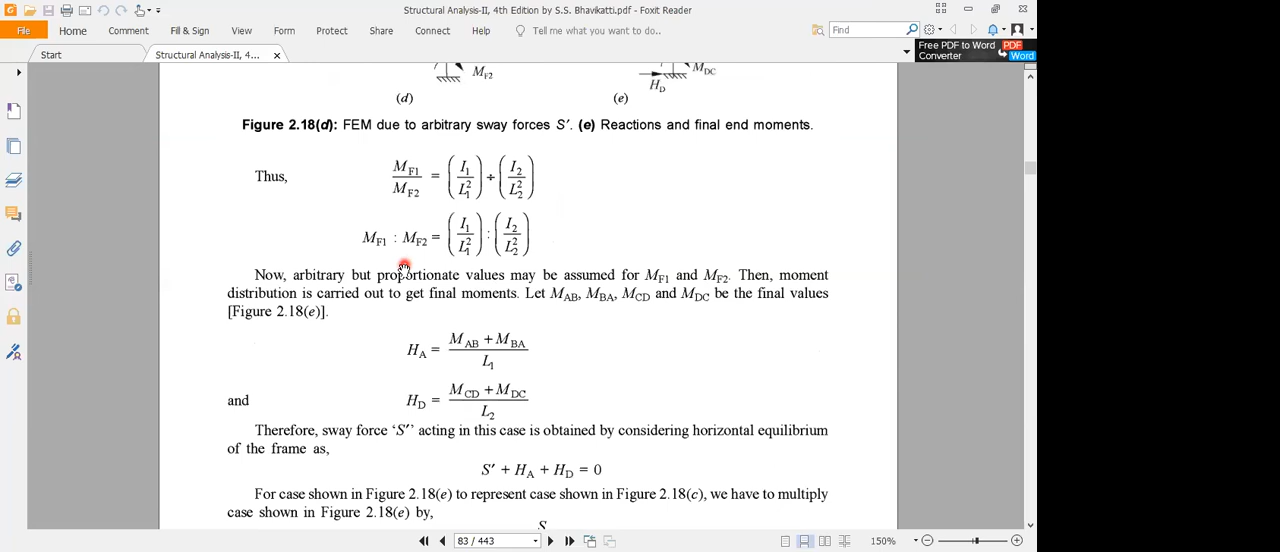 Structural Analysis-II, 4th Edition by S.S. Bhavikatti.pdf - Foxit Reader
File Home Comment Fill & Sign View Form Protect Share Connect Help Tell me what you want to do.. Find
Start Structural Analysis-II, 4... × Free PDF to Word Converter PDF Word
M_F2 M_DC
H_D
(d) (e)
Figure 2.18(d): FEM due to arbitrary sway forces S′. (e) Reactions and final end moments.
Thus, M_F1 / M_F2 = (I_1 / L_1^2) ÷ (I_2 / L_2^2)
M_F1 : M_F2 = (I_1 / L_1^2) : (I_2 / L_2^2)
Now, arbitrary but proportionate values may be assumed for M_F1 and M_F2. Then, moment
distribution is carried out to get final moments. Let M_AB, M_BA, M_CD and M_DC be the final values
[Figure 2.18(e)].
H_A = (M_AB + M_BA) / L_1
and H_D = (M_CD + M_DC) / L_2
Therefore, sway force ‘S′’ acting in this case is obtained by considering horizontal equilibrium
of the frame as,
S′ + H_A + H_D = 0
For case shown in Figure 2.18(e) to represent case shown in Figure 2.18(c), we have to multiply
case shown in Figure 2.18(e) by,
S
83 / 443 150%